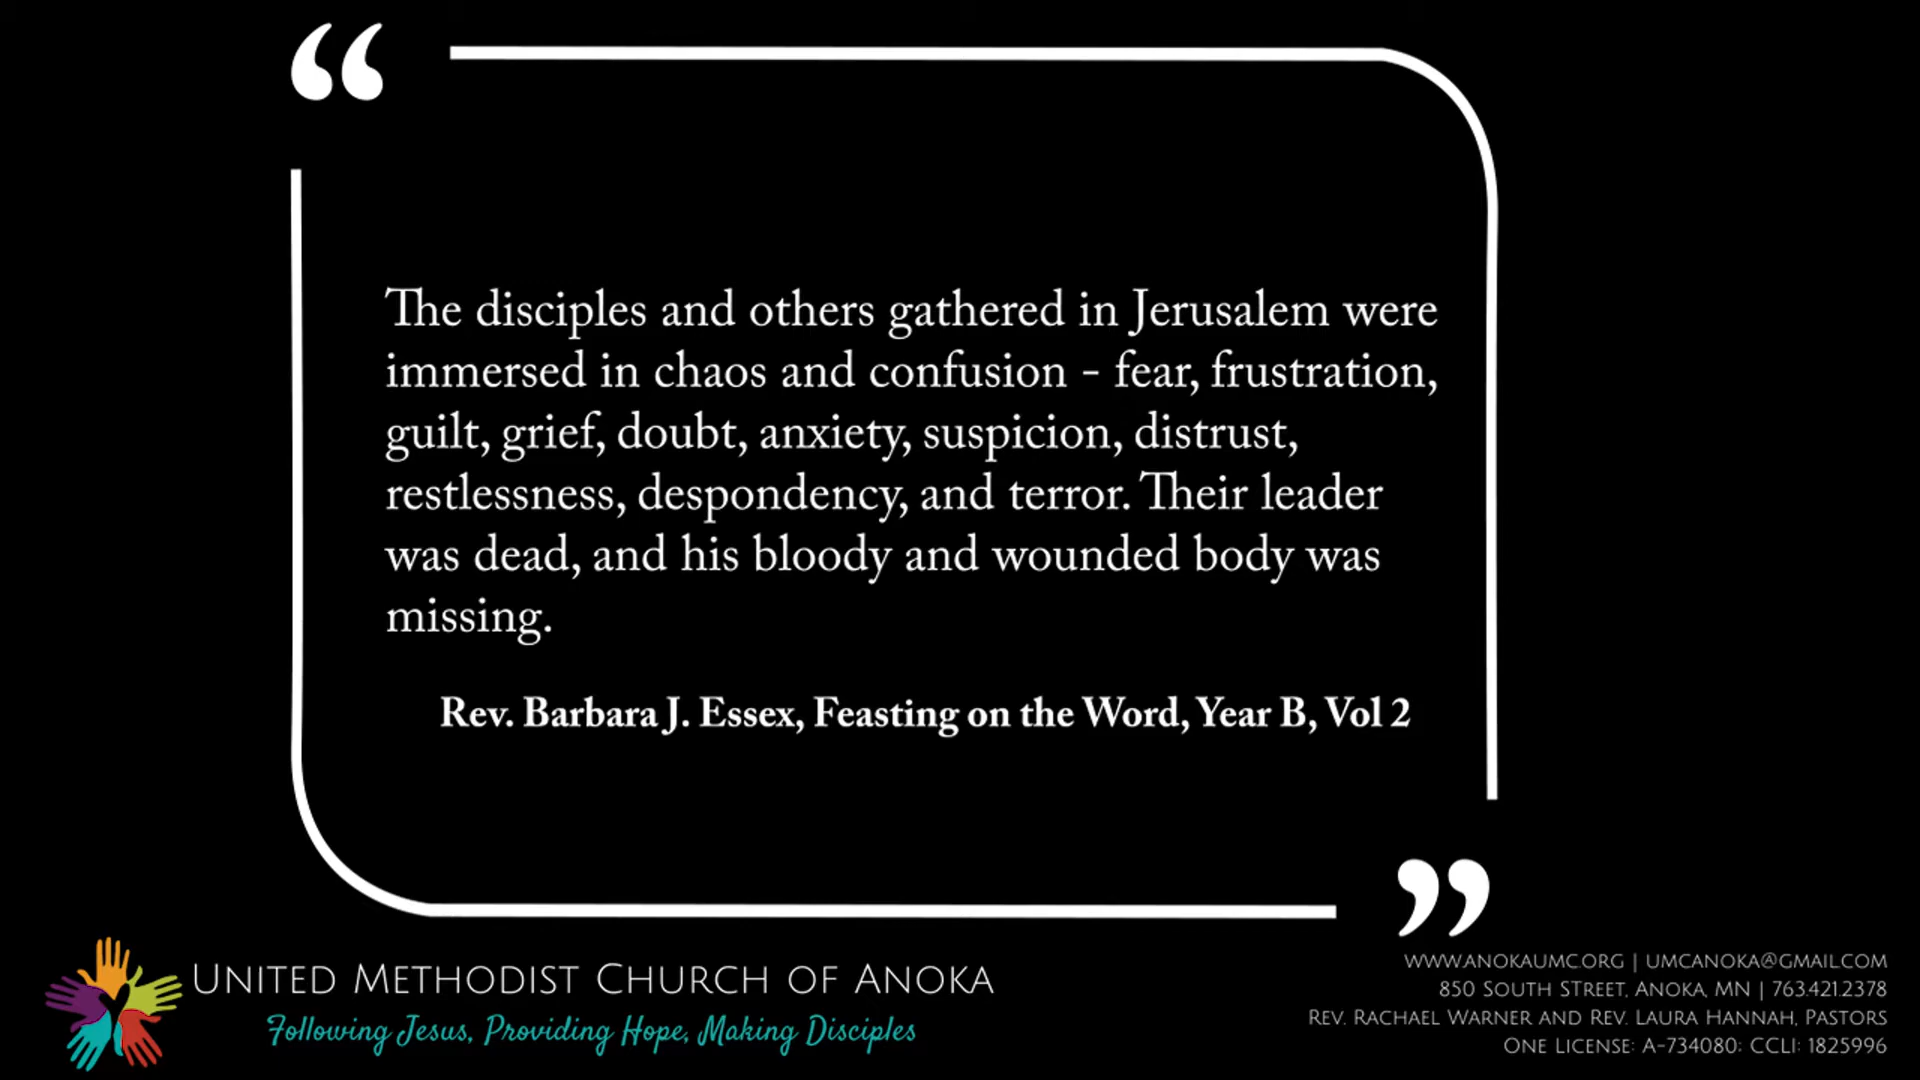 “
The disciples and others gathered in Jerusalem were
immersed in chaos and confusion - fear, frustration,
guilt, grief, doubt, anxiety, suspicion, distrust,
restlessness, despondency, and terror. Their leader
was dead, and his bloody and wounded body was
missing.
Rev. Barbara J. Essex, Feasting on the Word, Year B, Vol 2
”
United Methodist Church of Anoka
Following Jesus, Providing Hope, Making Disciples
www.anokaumc.org | umcanoka@gmail.com
850 South Street, Anoka, MN | 763.421.2378
Rev. Rachael Warner and Rev. Laura Hannah, Pastors
One License: A-734080; CCLI: 1825996